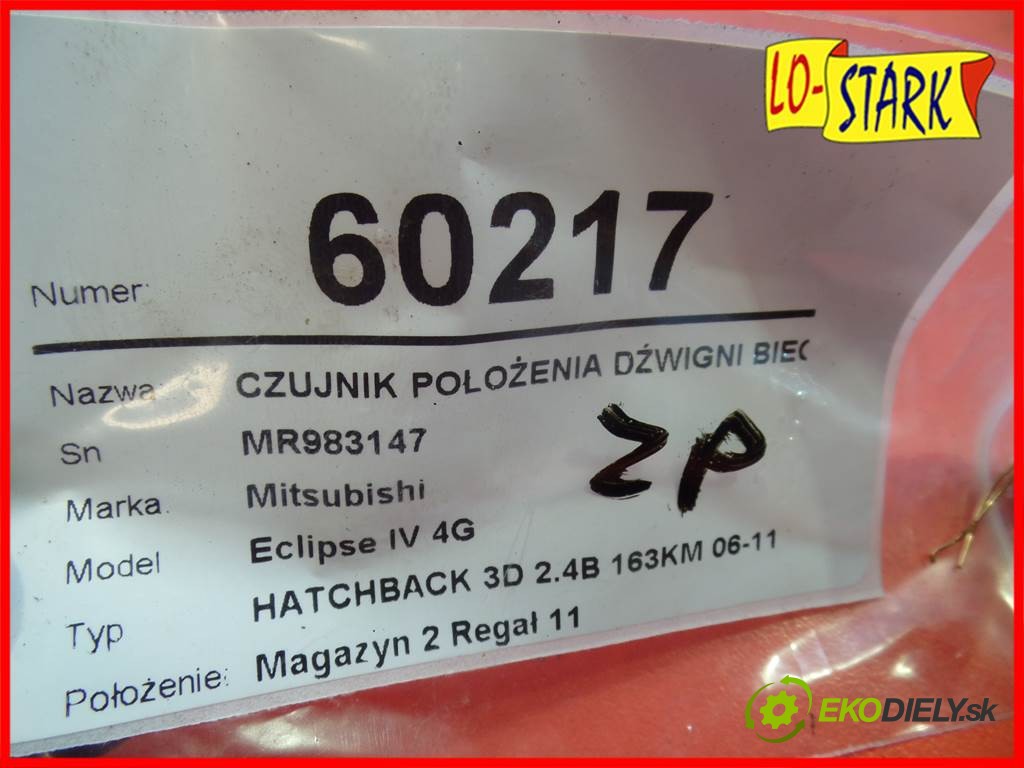 LO-STARK
Numer: 60217
Nazwa: CZUJNIK POŁOŻENIA DŹWIGNI BIEC
Sn MR983147
Marka Mitsubishi
Model Eclipse IV 4G
Typ HATCHBACK 3D 2.4B 163KM 06-11
Położenie: Magazyn 2 Regał 11
ZP
EKODIELY.sk